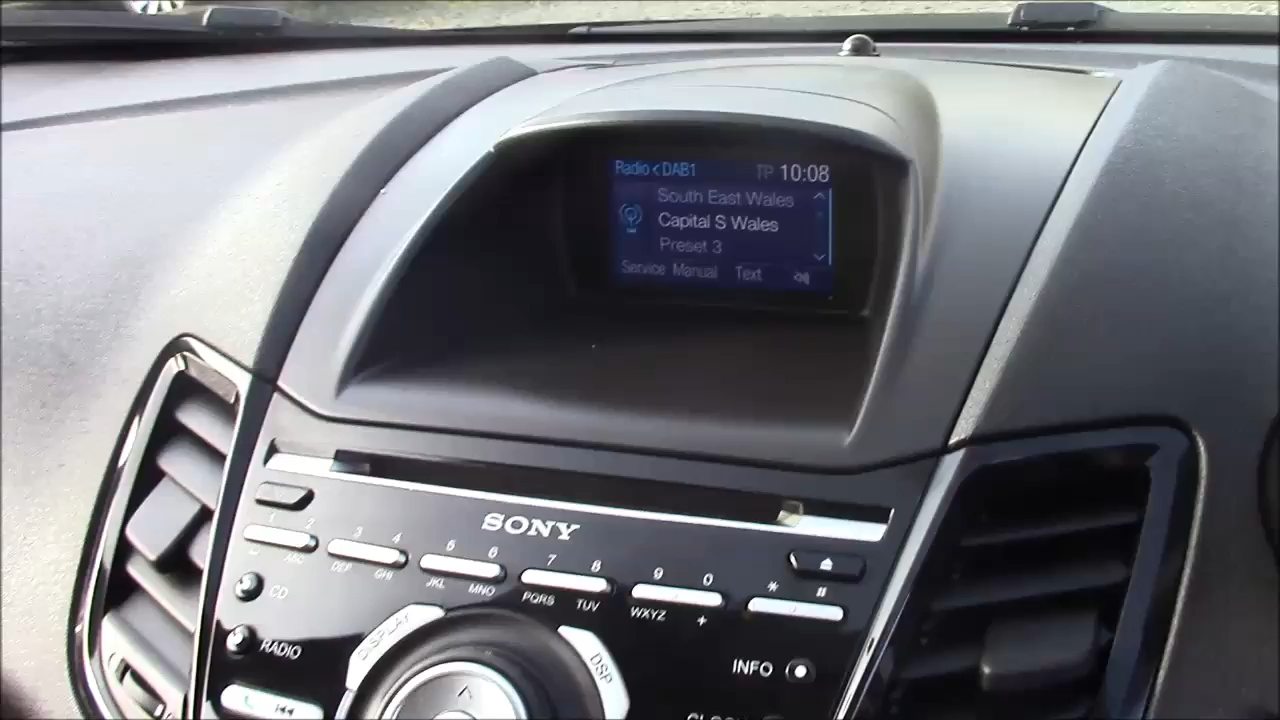 Radio < DAB1 TP 10:08
South East Wales
Capital S Wales
Preset 3
Service Manual Text
SONY
1 2 3 4 5 6 7 8 9 0 *
ABC DEF GHI JKL MNO PQRS TUV WXYZ +
CD
RADIO
DISPLAY
DSP
INFO